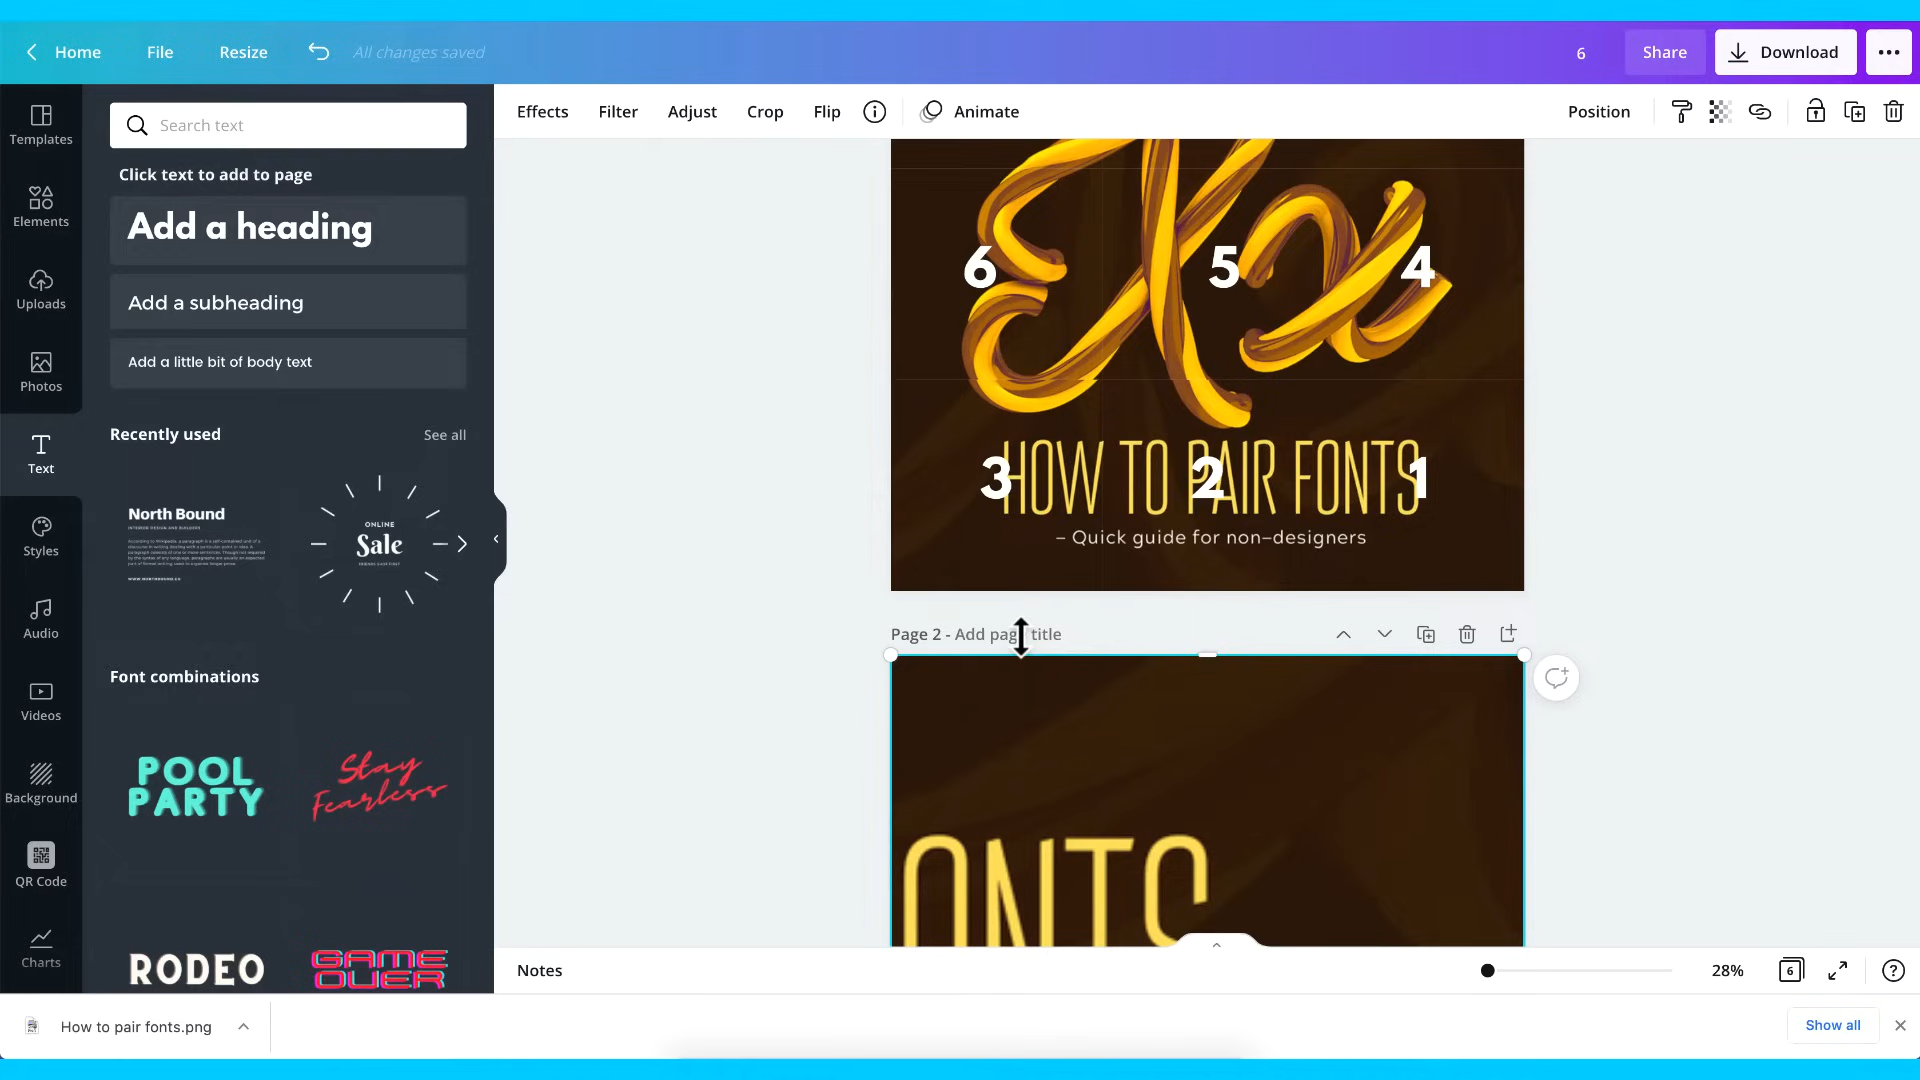 Home File Resize All changes saved 6 Share Download
Templates
Elements
Uploads
Photos
Text
Styles
Audio
Videos
Background
QR Code
Charts
Search text
Click text to add to page
Add a heading
Add a subheading
Add a little bit of body text
Recently used See all
North Bound
INTERIOR DESIGN AND BUILDERS
WWW.NORTHBOUND.CA
ONLINE
Sale
Font combinations
POOL
PARTY
Stay
Fearless
RODEO
GAME
OVER
Effects Filter Adjust Crop Flip Animate Position
6 5 4
HOW TO PAIR FONTS
3 2 1
– Quick guide for non–designers
Page 2 - Add page title
ONTS
Notes 28% 6
How to pair fonts.png Show all